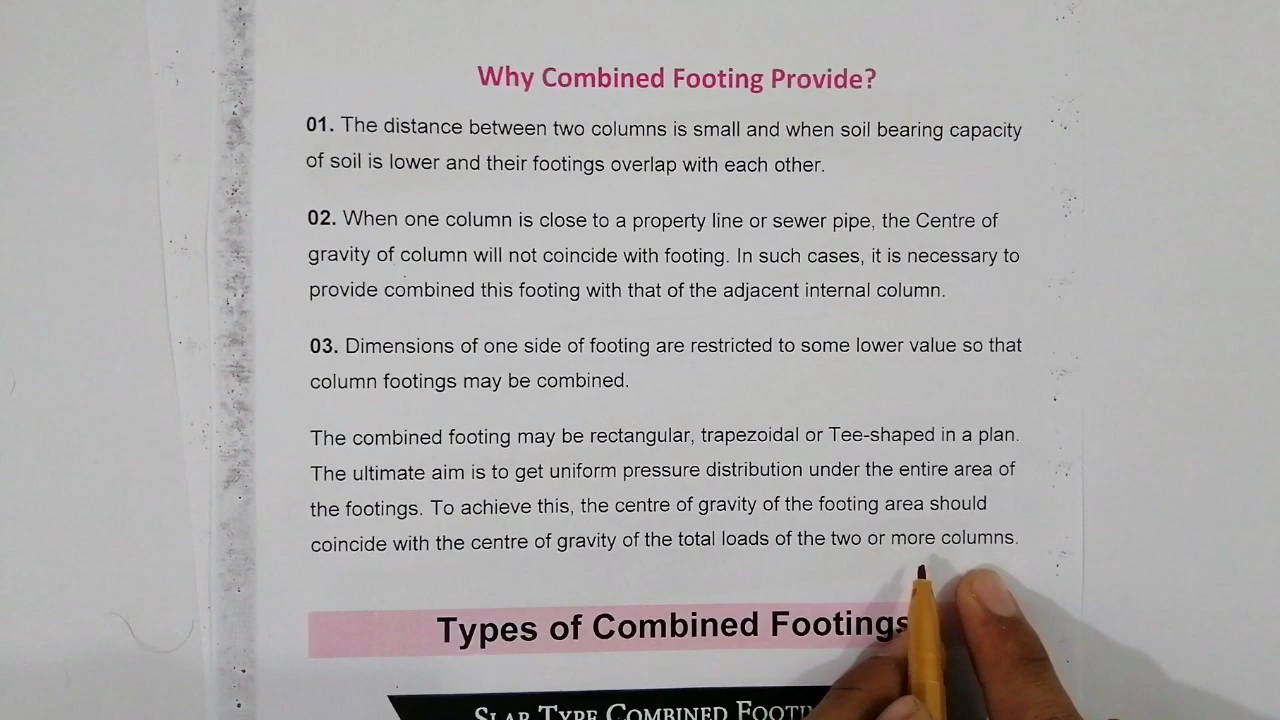 Why Combined Footing Provide?
01. The distance between two columns is small and when soil bearing capacity
of soil is lower and their footings overlap with each other.
02. When one column is close to a property line or sewer pipe, the Centre of
gravity of column will not coincide with footing. In such cases, it is necessary to
provide combined this footing with that of the adjacent internal column.
03. Dimensions of one side of footing are restricted to some lower value so that
column footings may be combined.
The combined footing may be rectangular, trapezoidal or Tee-shaped in a plan.
The ultimate aim is to get uniform pressure distribution under the entire area of
the footings. To achieve this, the centre of gravity of the footing area should
coincide with the centre of gravity of the total loads of the two or more columns.
Types of Combined Footings
SLAB TYPE COMBINED